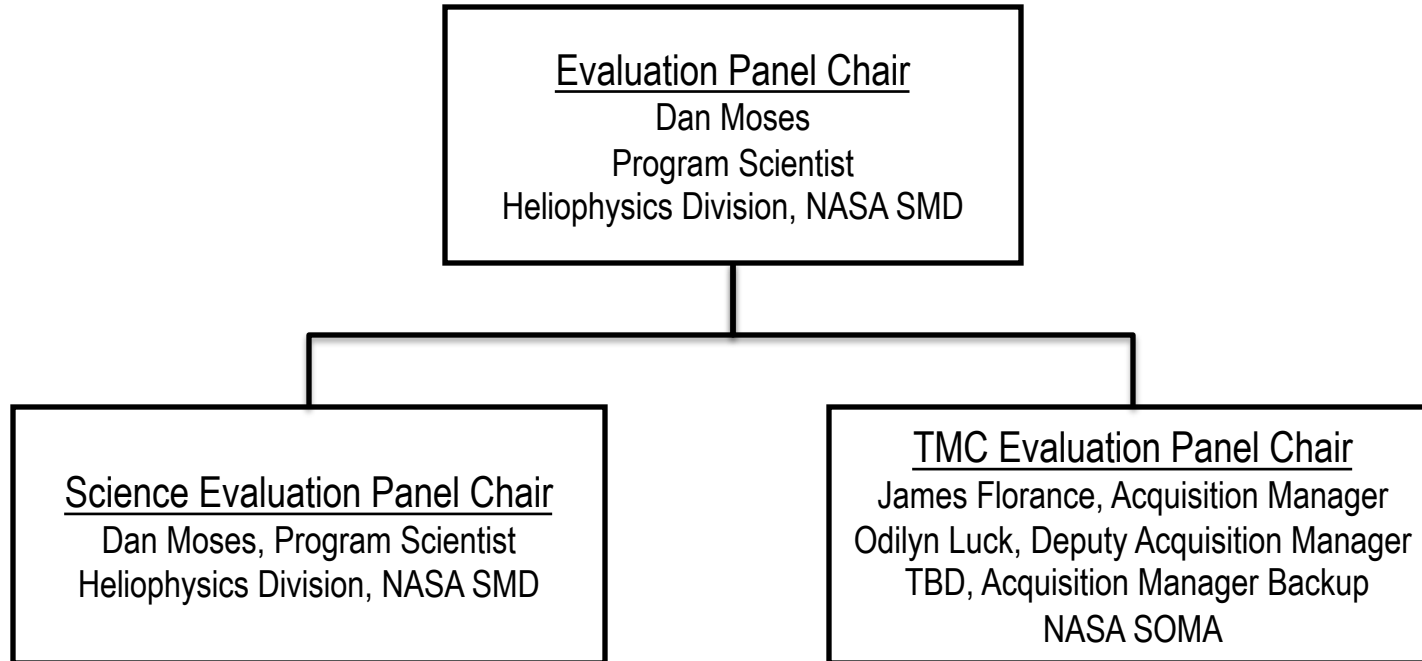 Evaluation Panel Chair
Dan Moses
Program Scientist
Heliophysics Division, NASA SMD
Science Evaluation Panel Chair
Dan Moses, Program Scientist
Heliophysics Division, NASA SMD
TMC Evaluation Panel Chair
James Florance, Acquisition Manager
Odilyn Luck, Deputy Acquisition Manager
TBD, Acquisition Manager Backup
NASA SOMA